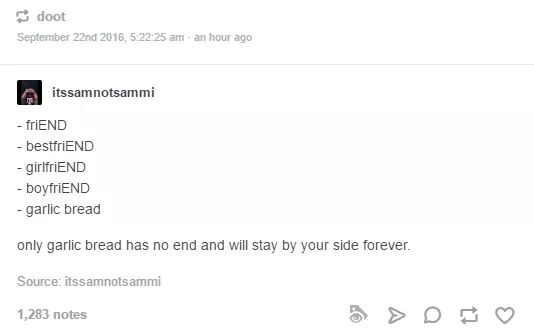 doot
September 22nd 2016, 5:22:25 am · an hour ago
itssamnotsammi
- friEND
- bestfriEND
- girlfriEND
- boyfriEND
- garlic bread
only garlic bread has no end and will stay by your side forever.
Source: itssamnotsammi
1,283 notes